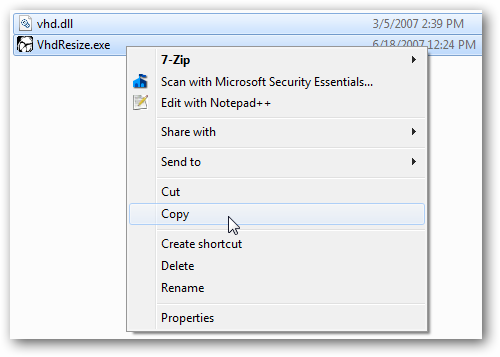 vhd.dll 3/5/2007 2:39 PM
VhdResize.exe 6/18/2007 12:24 PM
7-Zip
Scan with Microsoft Security Essentials...
Edit with Notepad++
Share with
Send to
Cut
Copy
Create shortcut
Delete
Rename
Properties